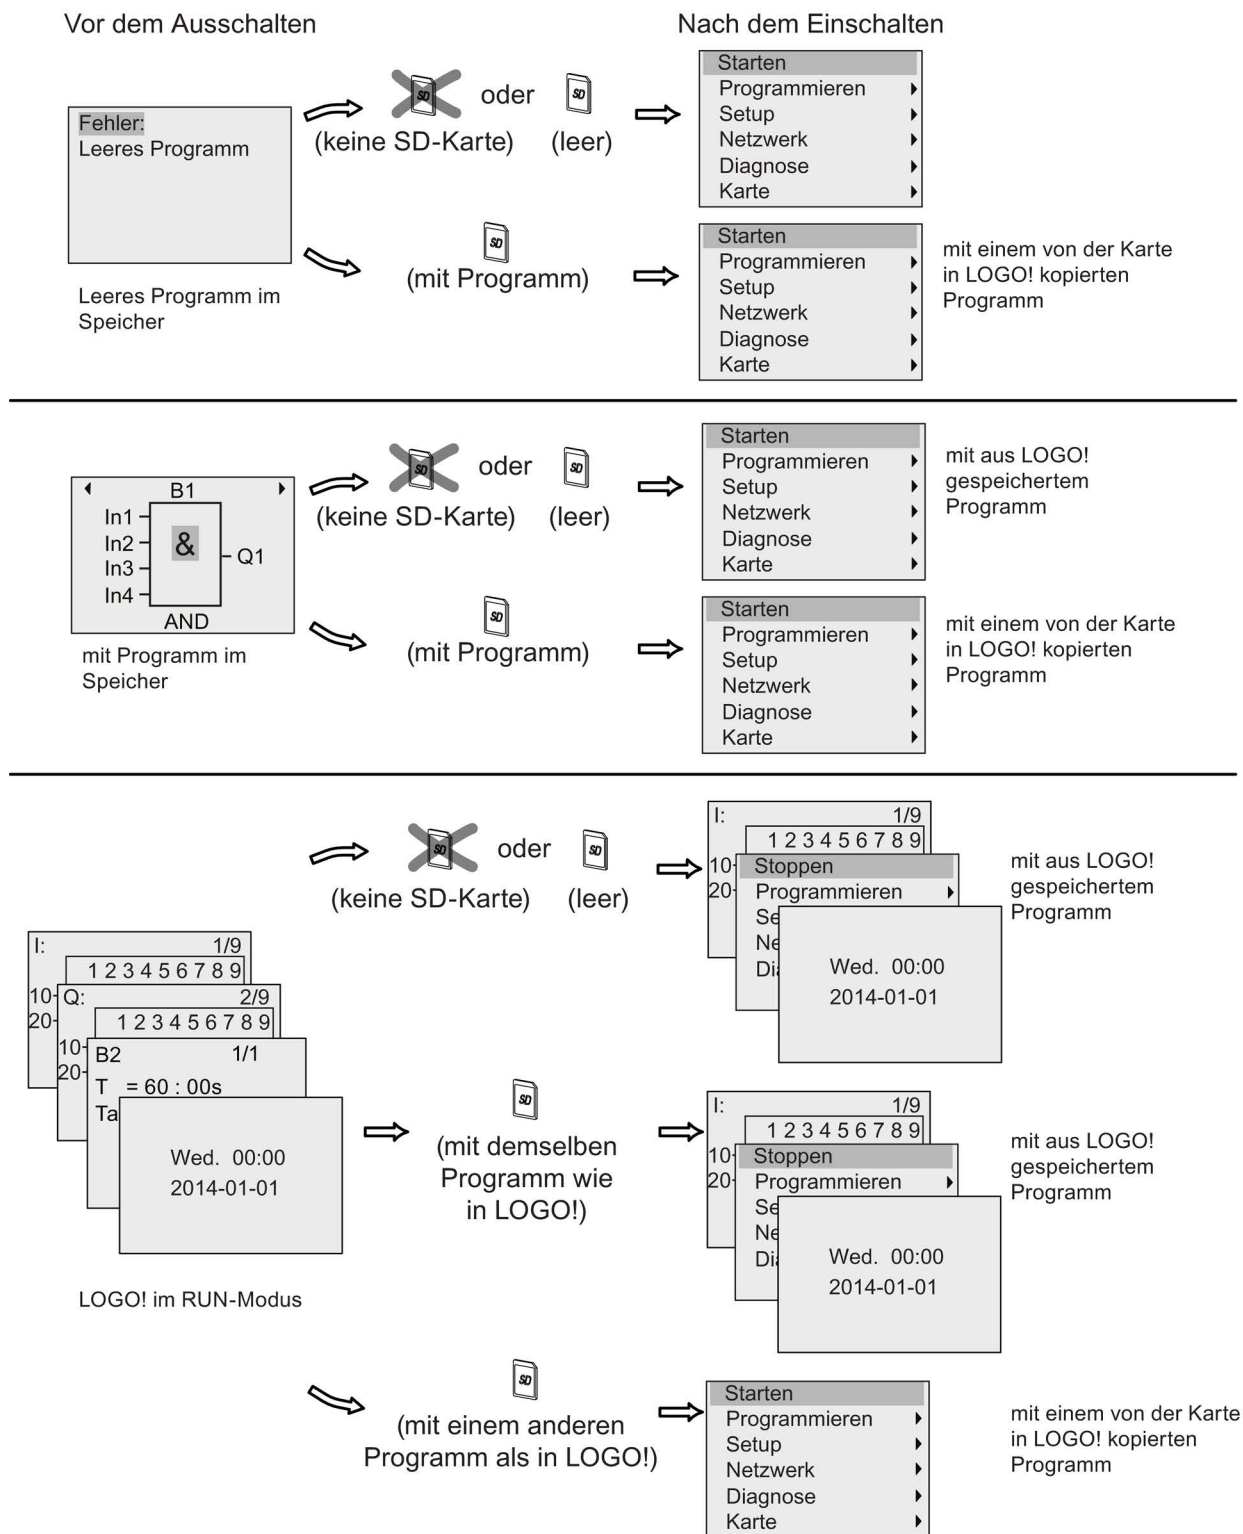 Vor dem Ausschalten
Nach dem Einschalten
Fehler:
Leeres Programm
Leeres Programm im
Speicher
SD
oder
SD
(keine SD-Karte)
(leer)
Starten
Programmieren
Setup
Netzwerk
Diagnose
Karte
SD
(mit Programm)
Starten
Programmieren
Setup
Netzwerk
Diagnose
Karte
mit einem von der Karte
in LOGO! kopierten
Programm
B1
In1
In2
In3
In4
&
Q1
AND
mit Programm im
Speicher
SD
oder
SD
(keine SD-Karte)
(leer)
Starten
Programmieren
Setup
Netzwerk
Diagnose
Karte
mit aus LOGO!
gespeichertem
Programm
SD
(mit Programm)
Starten
Programmieren
Setup
Netzwerk
Diagnose
Karte
mit einem von der Karte
in LOGO! kopierten
Programm
I: 1/9
1 2 3 4 5 6 7 8 9
10
20
Q: 2/9
1 2 3 4 5 6 7 8 9
10
20
B2 1/1
T = 60 : 00s
Ta
Wed. 00:00
2014-01-01
LOGO! im RUN-Modus
SD
oder
SD
(keine SD-Karte)
(leer)
I: 1/9
1 2 3 4 5 6 7 8 9
10
20
Stoppen
Programmieren
Se
Ne
Di
Wed. 00:00
2014-01-01
mit aus LOGO!
gespeichertem
Programm
SD
(mit demselben
Programm wie
in LOGO!)
I: 1/9
1 2 3 4 5 6 7 8 9
10
20
Stoppen
Programmieren
Se
Ne
Di
Wed. 00:00
2014-01-01
mit aus LOGO!
gespeichertem
Programm
SD
(mit einem anderen
Programm als in LOGO!)
Starten
Programmieren
Setup
Netzwerk
Diagnose
Karte
mit einem von der Karte
in LOGO! kopierten
Programm